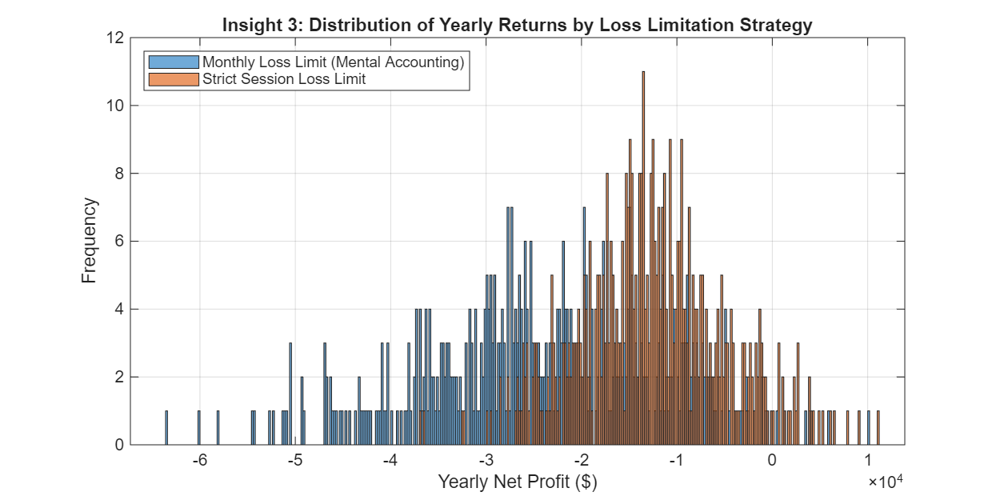 Insight 3: Distribution of Yearly Returns by Loss Limitation Strategy
Monthly Loss Limit (Mental Accounting)
Strict Session Loss Limit
Frequency
12
10
8
6
4
2
0
-6 -5 -4 -3 -2 -1 0 1
×10⁴
Yearly Net Profit ($)